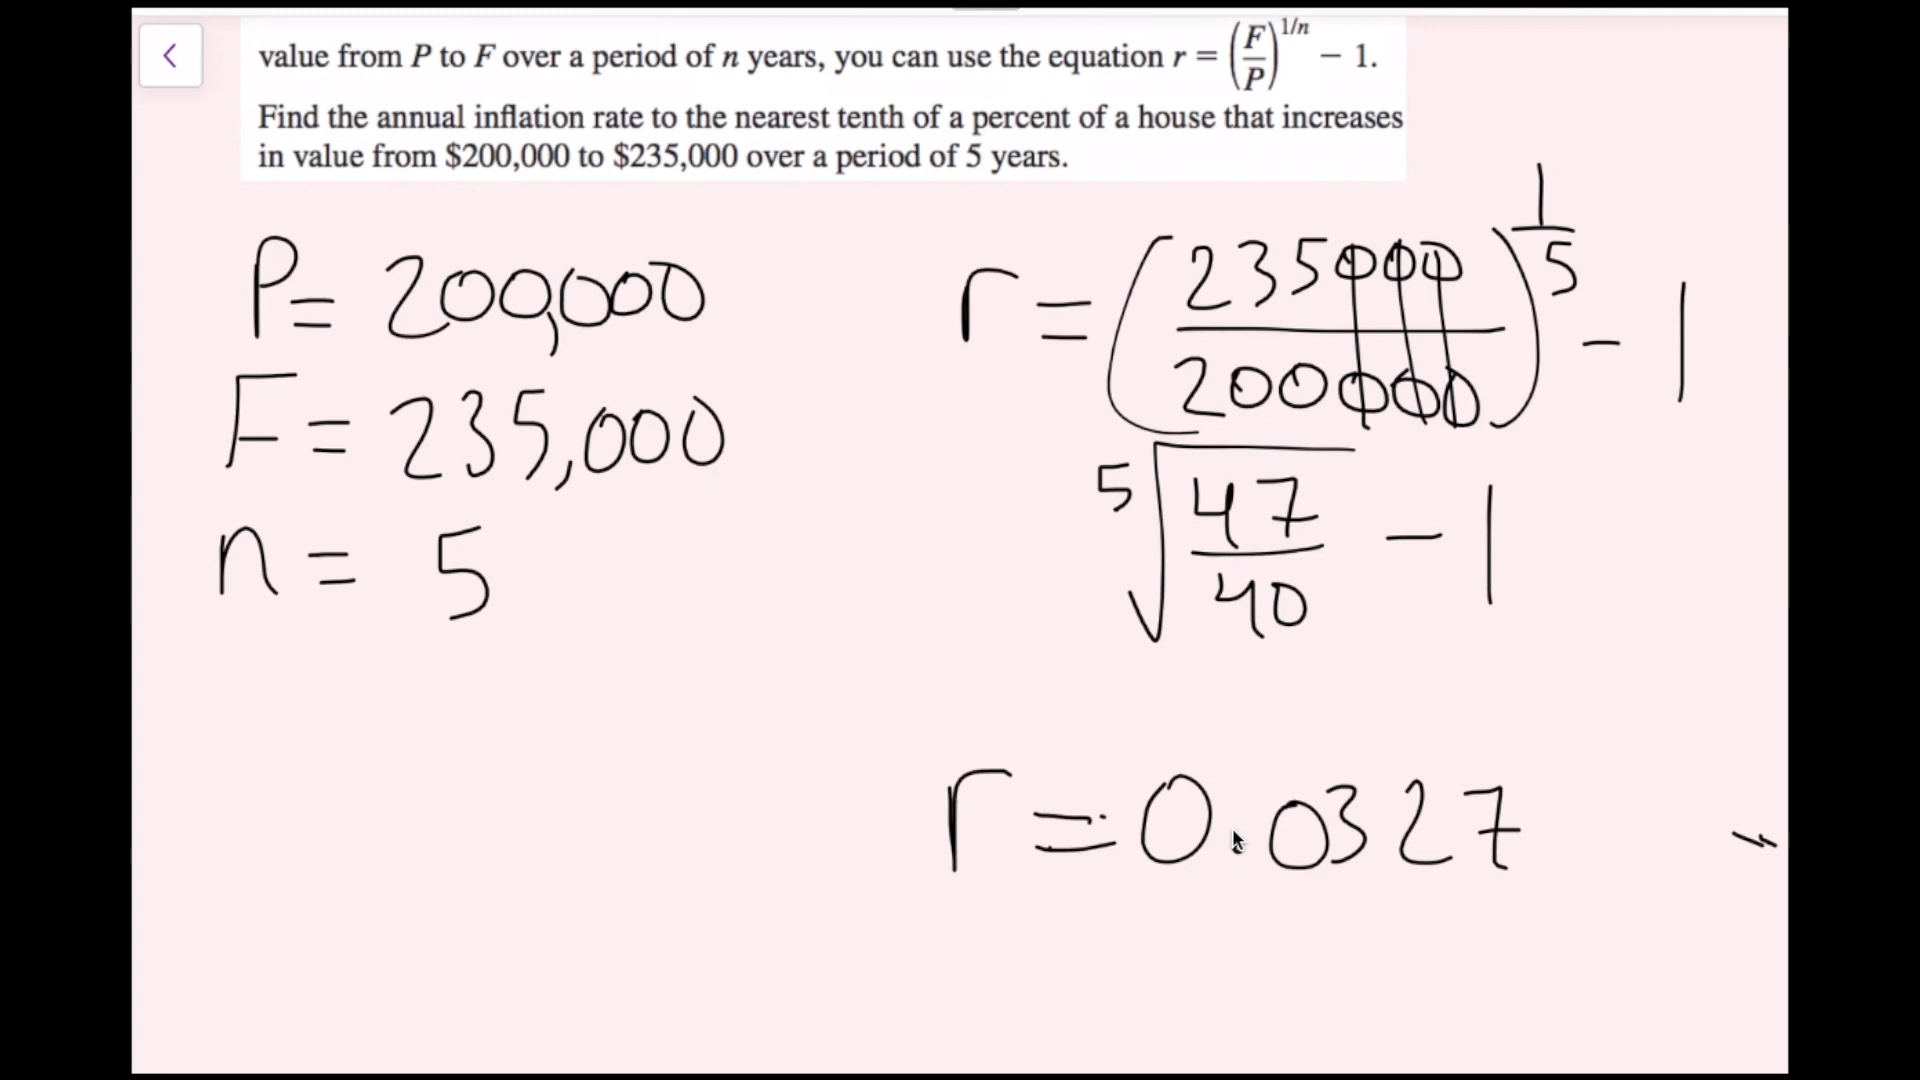 value from P to F over a period of n years, you can use the equation r = (F/P)^1/n − 1.
Find the annual inflation rate to the nearest tenth of a percent of a house that increases
in value from $200,000 to $235,000 over a period of 5 years.
P = 200,000
F = 235,000
n = 5
r = (235000/200000)^1/5 − 1
⁵√(47/40) − 1
r = 0.0327